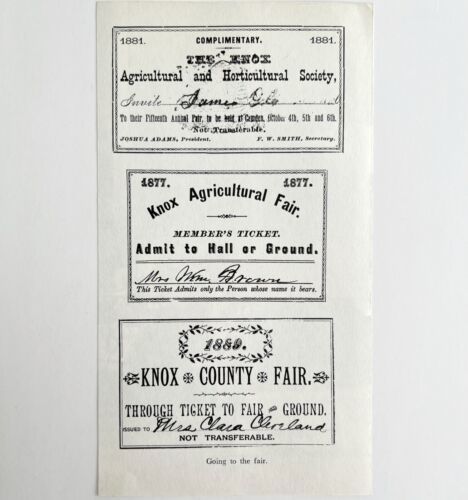 1881. COMPLIMENTARY. 1881.
THE KNOX
Agricultural and Horticultural Society,
Invite James
To their Fifteenth Annual Fair, to be held at Camden, October 4th, 5th and 6th.
Not Transferable.
JOSHUA ADAMS, President. F. W. SMITH, Secretary.
1877. 1877.
Knox Agricultural Fair.
MEMBER'S TICKET.
Admit to Hall or Ground.
Mrs Wm Brown
This Ticket Admits only the Person whose name it bears.
1889.
KNOX COUNTY FAIR.
THROUGH TICKET TO FAIR GROUND.
ISSUED TO Mrs Clara Cleveland
NOT TRANSFERABLE.
Going to the fair.